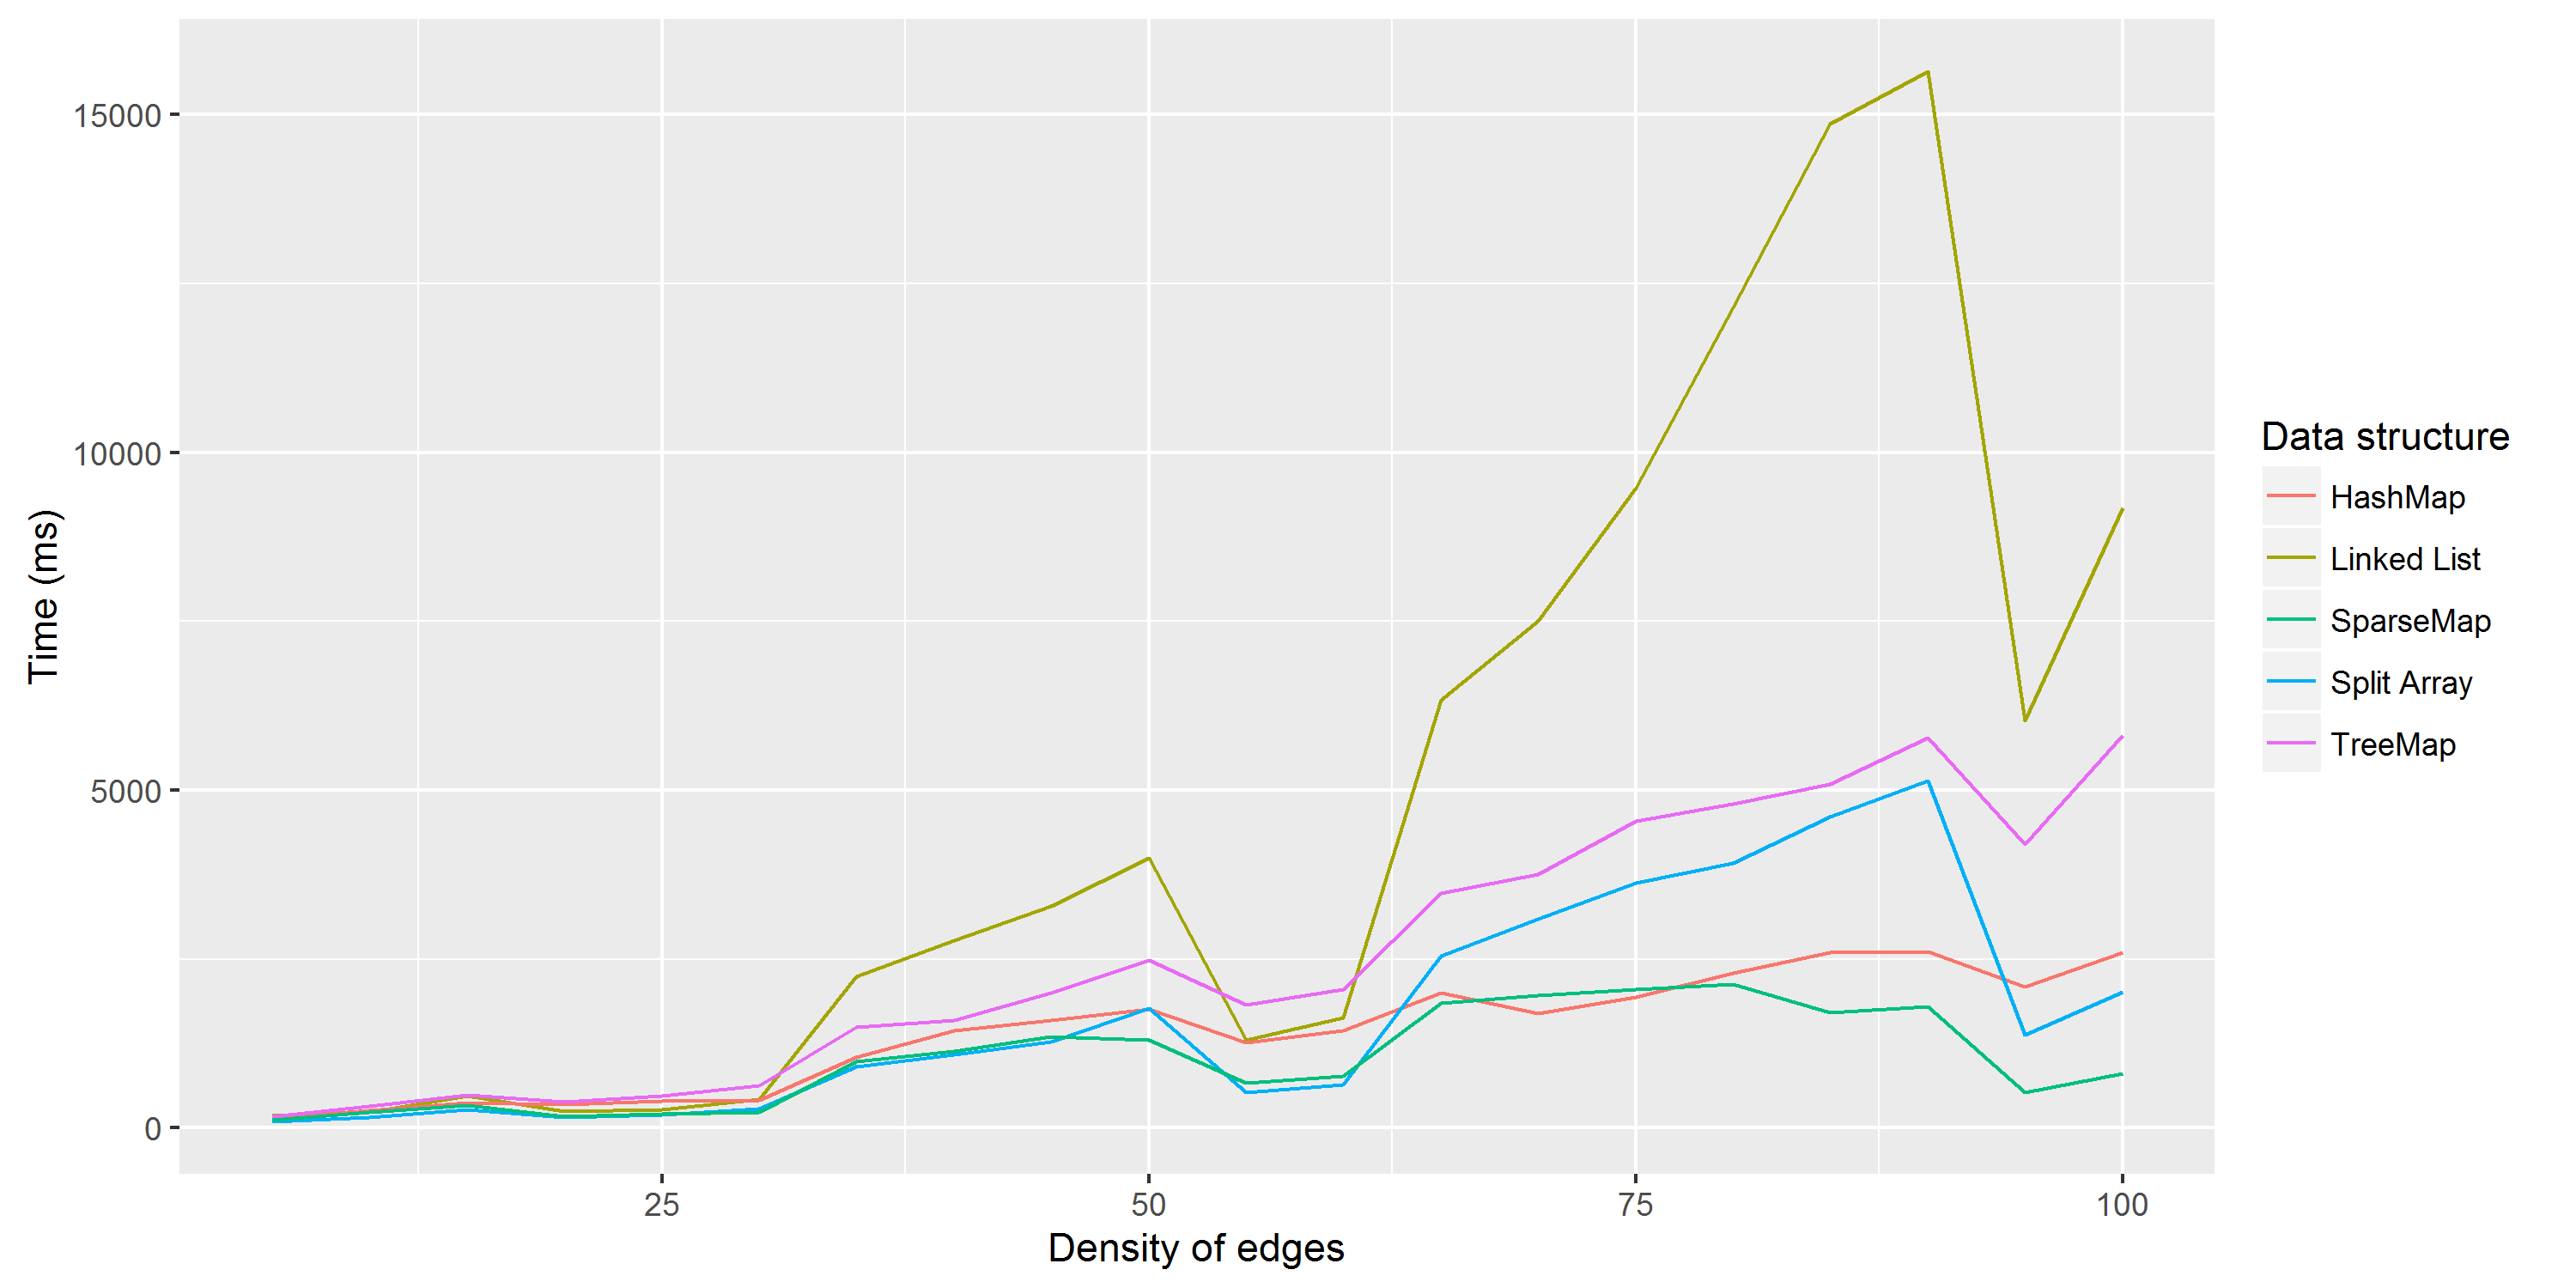 Time (ms)
15000
10000
5000
0
25
50
75
100
Density of edges
Data structure
HashMap
Linked List
SparseMap
Split Array
TreeMap